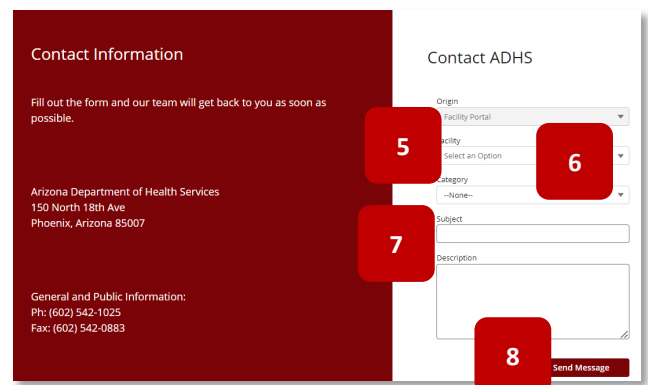 Contact Information
Fill out the form and our team will get back to you as soon as
possible.
Arizona Department of Health Services
150 North 18th Ave
Phoenix, Arizona 85007
General and Public Information:
Ph: (602) 542-1025
Fax: (602) 542-0883
Contact ADHS
Origin
Facility Portal
5
acility
Select an Option
6
ategory
--None--
Subject
7
Description
8
Send Message